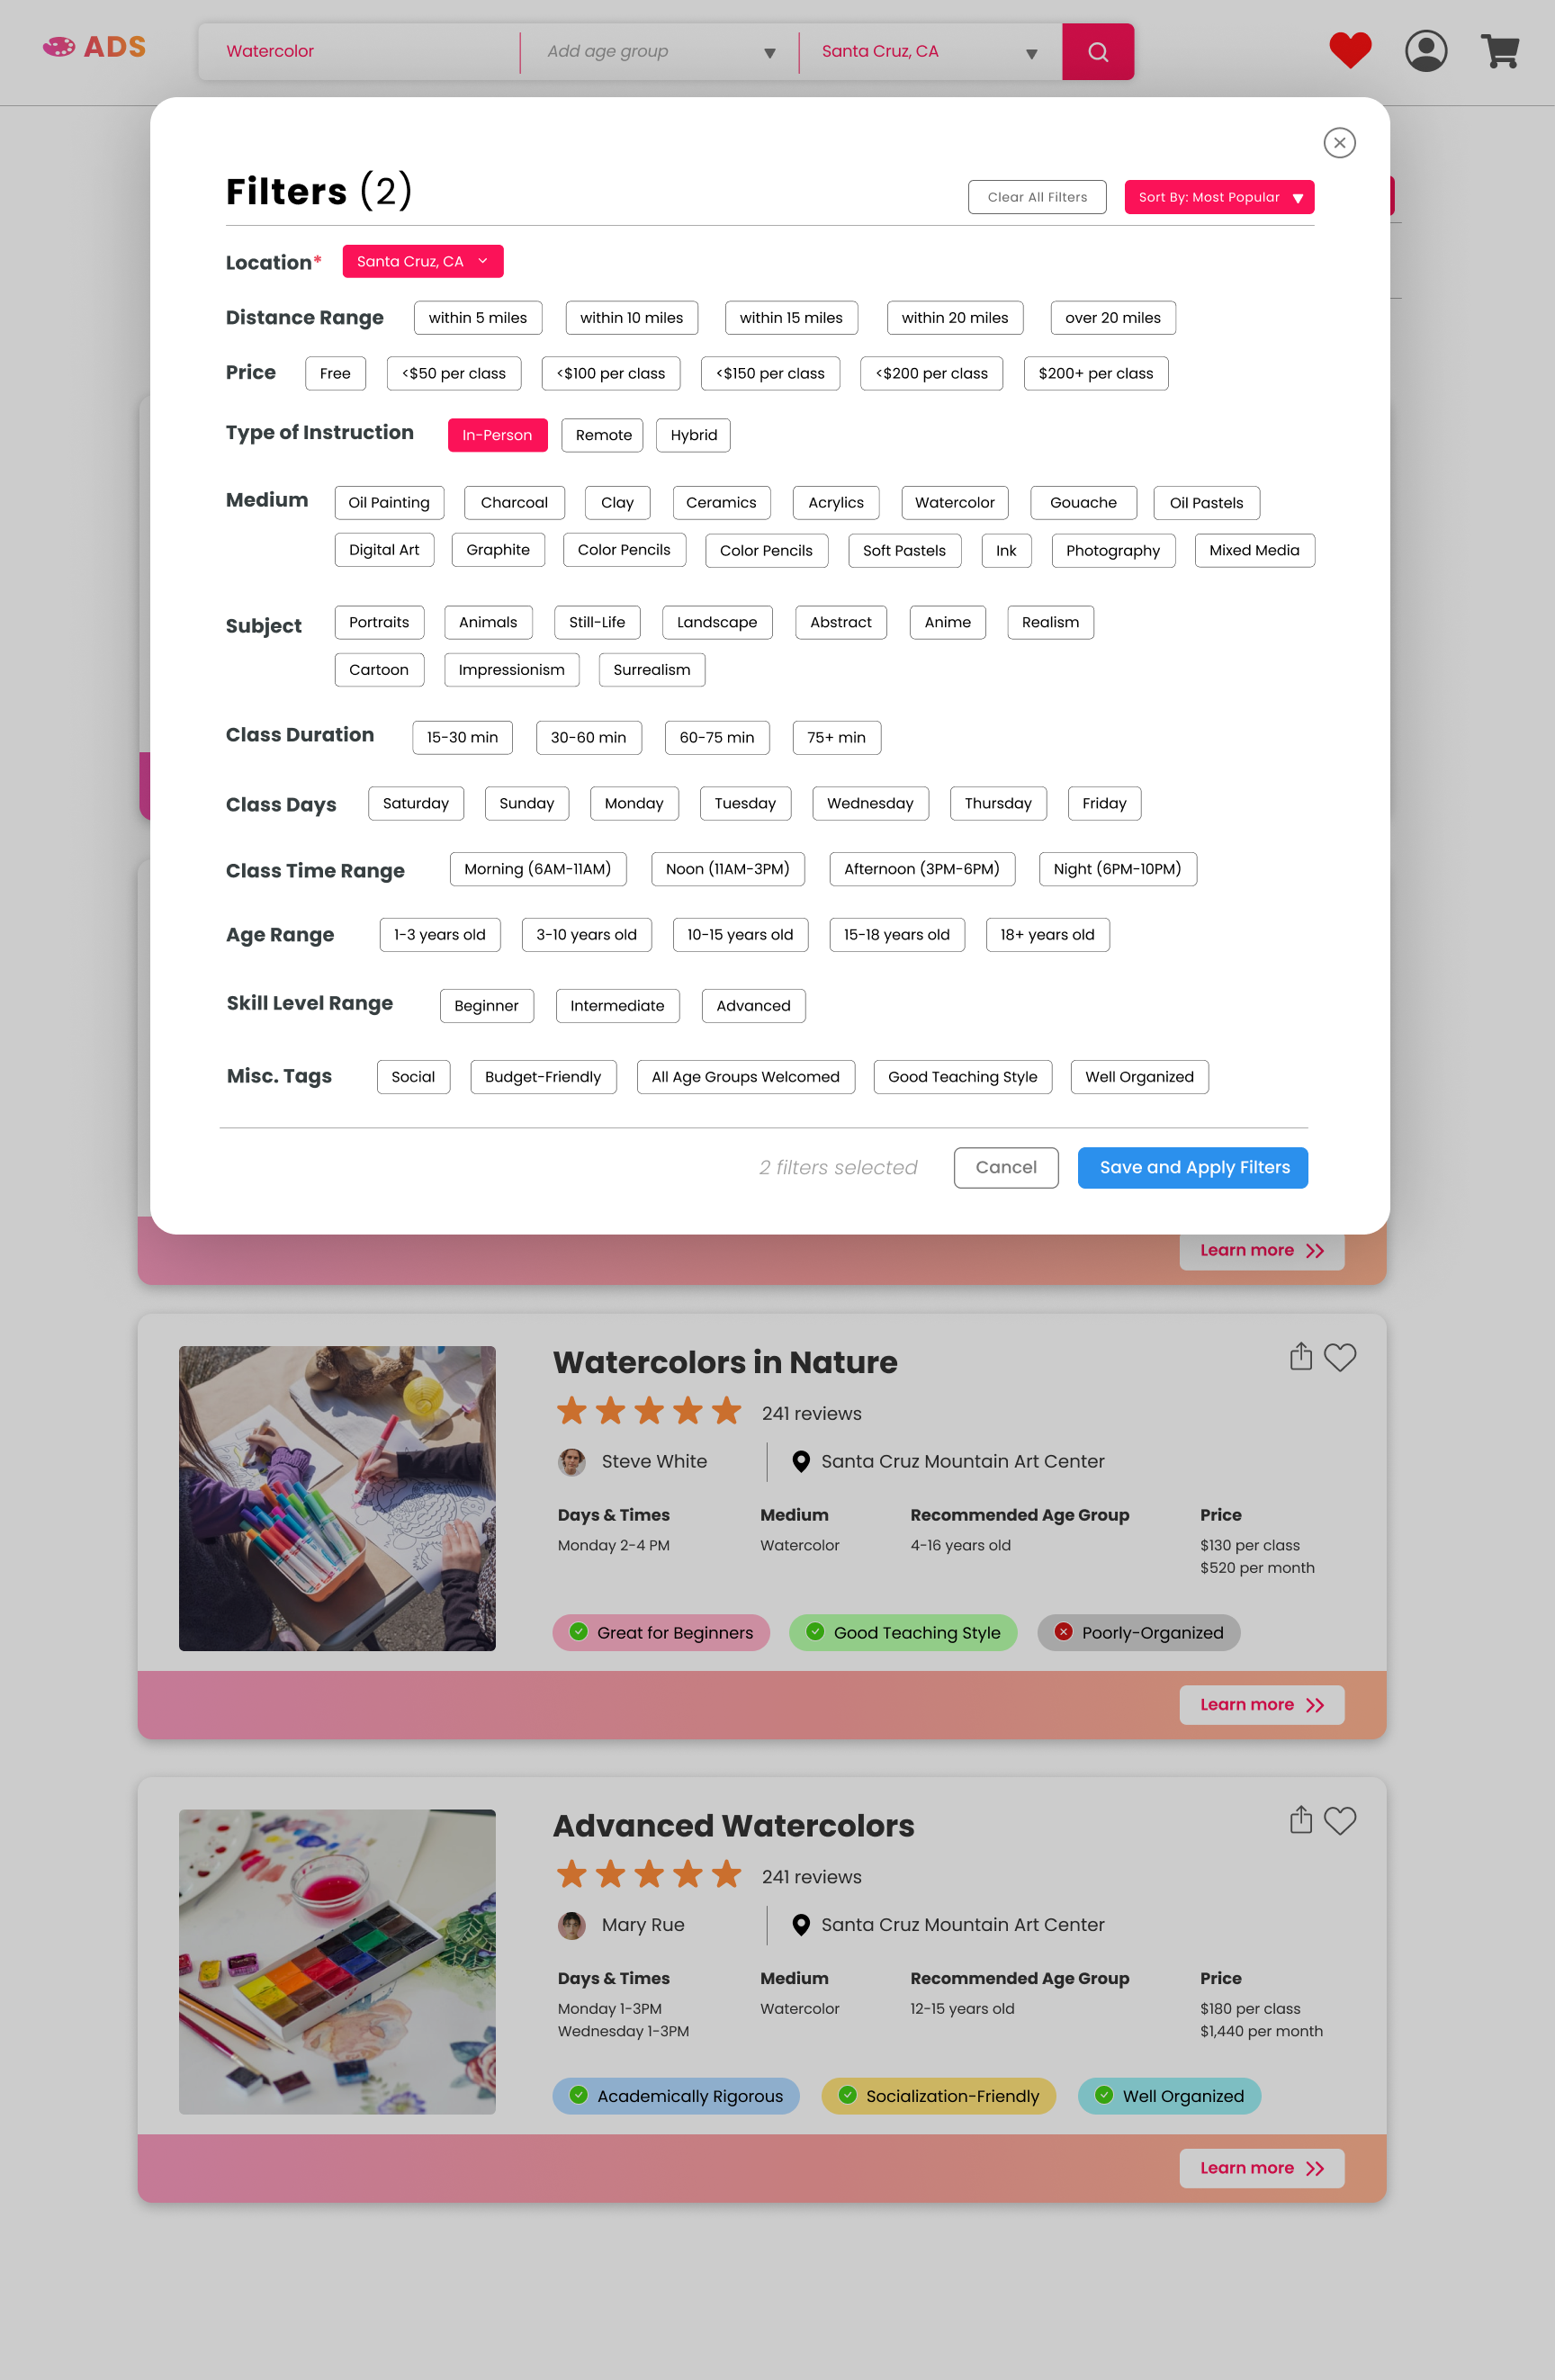 ADS
Watercolor
Add age group
Santa Cruz, CA
Filters (2)
Clear All Filters
Sort By: Most Popular
Location* Santa Cruz, CA
Distance Range within 5 miles within 10 miles within 15 miles within 20 miles over 20 miles
Price Free <$50 per class <$100 per class <$150 per class <$200 per class $200+ per class
Type of Instruction In-Person Remote Hybrid
Medium Oil Painting Charcoal Clay Ceramics Acrylics Watercolor Gouache Oil Pastels
Digital Art Graphite Color Pencils Color Pencils Soft Pastels Ink Photography Mixed Media
Subject Portraits Animals Still-Life Landscape Abstract Anime Realism
Cartoon Impressionism Surrealism
Class Duration 15-30 min 30-60 min 60-75 min 75+ min
Class Days Saturday Sunday Monday Tuesday Wednesday Thursday Friday
Class Time Range Morning (6AM-11AM) Noon (11AM-3PM) Afternoon (3PM-6PM) Night (6PM-10PM)
Age Range 1-3 years old 3-10 years old 10-15 years old 15-18 years old 18+ years old
Skill Level Range Beginner Intermediate Advanced
Misc. Tags Social Budget-Friendly All Age Groups Welcomed Good Teaching Style Well Organized
2 filters selected Cancel Save and Apply Filters
Learn more
Watercolors in Nature
241 reviews
Steve White Santa Cruz Mountain Art Center
Days & Times Medium Recommended Age Group Price
Monday 2-4 PM Watercolor 4-16 years old $130 per class
$520 per month
Great for Beginners Good Teaching Style Poorly-Organized
Learn more
Advanced Watercolors
241 reviews
Mary Rue Santa Cruz Mountain Art Center
Days & Times Medium Recommended Age Group Price
Monday 1-3PM Watercolor 12-15 years old $180 per class
Wednesday 1-3PM $1,440 per month
Academically Rigorous Socialization-Friendly Well Organized
Learn more